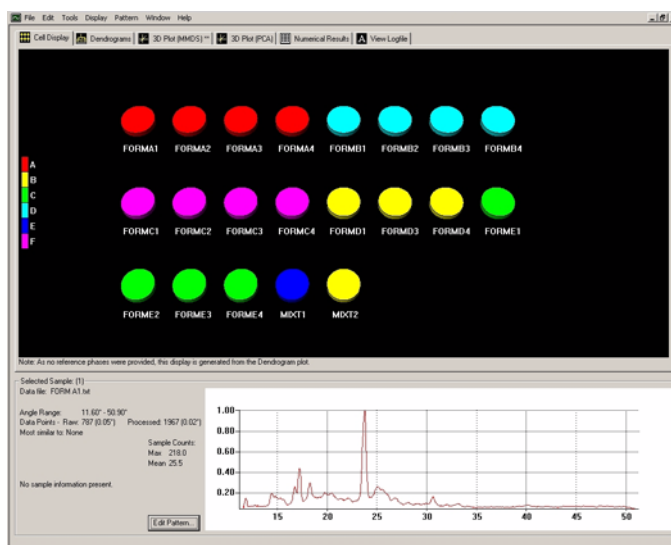 File Edit Tools Display Pattern Window Help
Cell Display Dendrograms 3D Plot (MMDS) ** 3D Plot (PCA) Numerical Results View Logfile
FORMA1 FORMA2 FORMA3 FORMA4 FORMB1 FORMB2 FORMB3 FORMB4
A
B
C
D
E
F
FORMC1 FORMC2 FORMC3 FORMC4 FORMD1 FORMD3 FORMD4 FORME1
FORME2 FORME3 FORME4 MIXT1 MIXT2
Note: As no reference phases were provided, this display is generated from the Dendrogram plot.
Selected Sample: (1)
Data file: FORM A1.txt
Angle Range: 11.60° - 50.90°
Data Points - Raw: 787 (0.05°) Processed: 1967 (0.02°)
Most similar to: None
Sample Counts:
Max 218.0
Mean 25.5
No sample information present.
Edit Pattern...
1.00
0.80
0.60
0.40
0.20
15 20 25 30 35 40 45 50